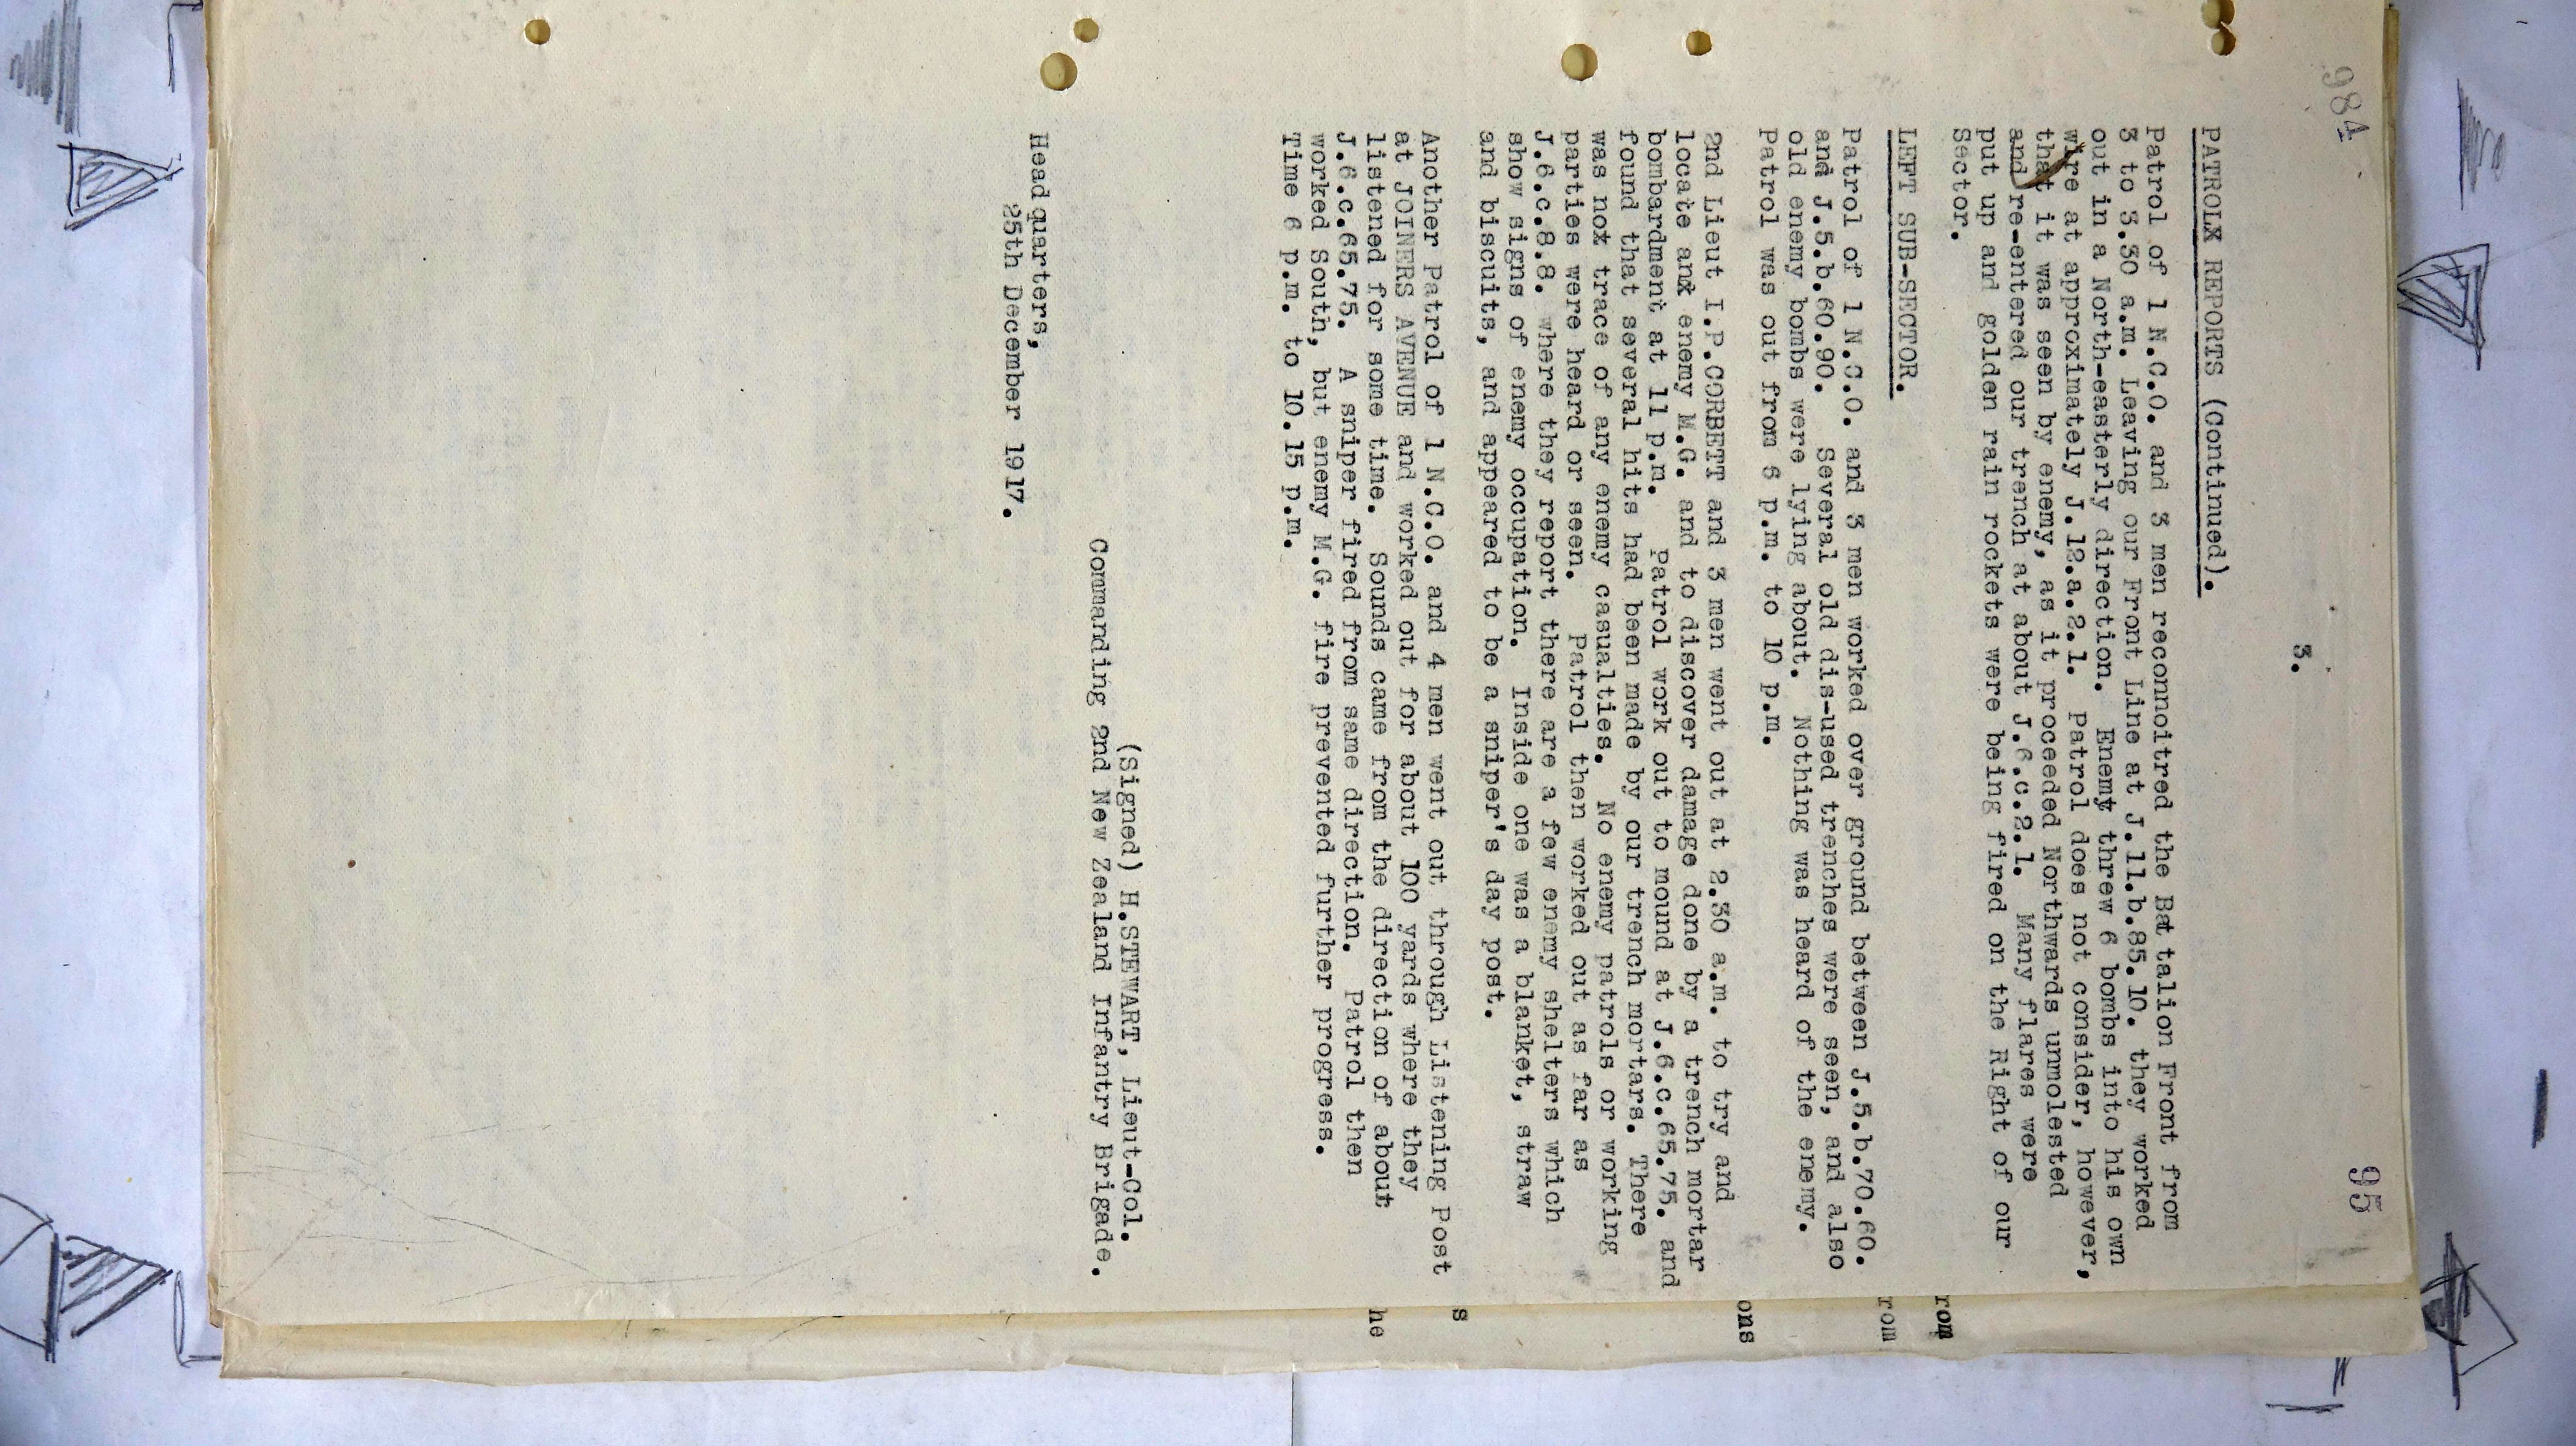 984
95
3.
PATROLX REPORTS (Continued).
Patrol of 1 N.C.O. and 3 men reconnoitred the Bat talion Front from
3 to 3.30 a.m. Leaving our Front Line at J.11.b.85.10. they worked
out in a North-easterly direction. Enemy threw 6 bombs into his own
wire at approximately J.12.a.2.1. Patrol does not consider, however,
that it was seen by enemy, as it proceeded Northwards unmolested
and re-entered our trench at about J.6.c.2.1. Many flares were
put up and golden rain rockets were being fired on the Right of our
Sector.
LEFT SUB-SECTOR.
Patrol of 1 N.C.O. and 3 men worked over ground between J.5.b.70.60.
and J.5.b.60.90. Several old dis-used trenches were seen, and also
old enemy bombs were lying about. Nothing was heard of the enemy.
Patrol was out from 6 p.m. to 10 p.m.
2nd Lieut I.P.CORBETT and 3 men went out at 2.30 a.m. to try and
locate anx enemy M.G. and to discover damage done by a trench mortar
bombardment at 11 p.m. Patrol work out to mound at J.6.c.65.75. and
found that several hits had been made by our trench mortars. There
was not trace of any enemy casualties. No enemy patrols or working
parties were heard or seen. Patrol then worked out as far as
J.6.c.8.8. where they report there are a few enemy shelters which
show signs of enemy occupation. Inside one was a blanket, straw
and biscuits, and appeared to be a sniper's day post.
Another Patrol of 1 N.C.O. and 4 men went out through Listening Post
at JOINERS AVENUE and worked out for about 100 yards where they
listened for some time. Sounds came from the direction of about
J.6.c.65.75. A sniper fired from same direction. Patrol then
worked South, but enemy M.G. fire prevented further progress.
Time 6 p.m. to 10.15 p.m.
(Signed) H.STEWART, Lieut-Col.
Commanding 2nd New Zealand Infantry Brigade.
Headquarters,
25th December 1917.
rom
rom
ons
s
he